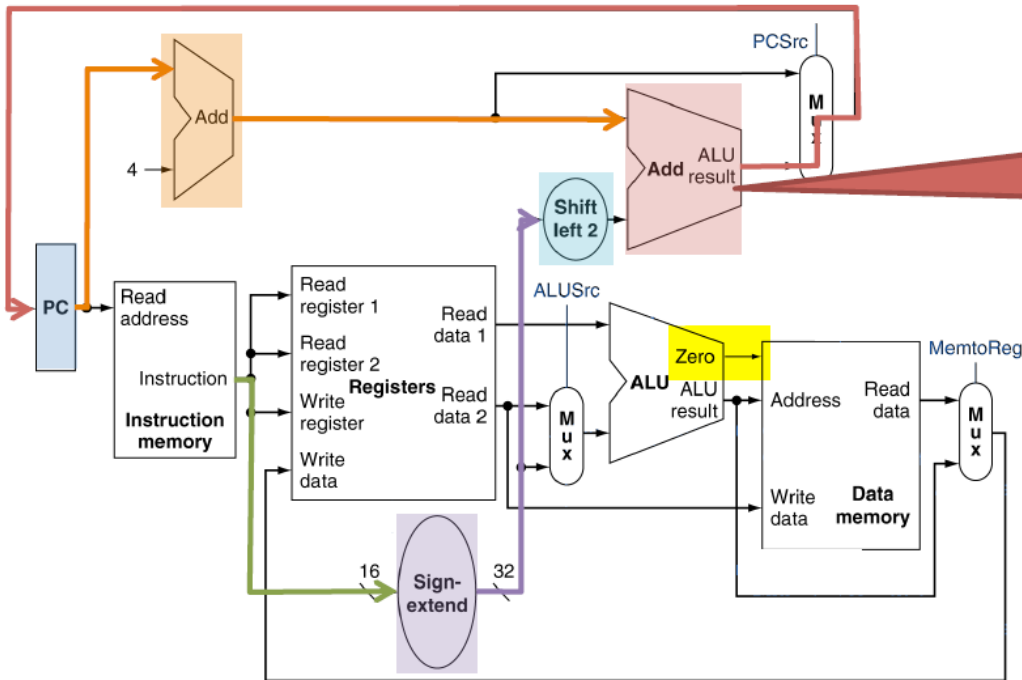 PCSrc
M
u
x
Add
4
Add
ALU
result
Shift
left 2
PC
Read
address
Instruction
Instruction
memory
Read
register 1
Read
register 2
Write
register
Write
data
Registers
Read
data 1
Read
data 2
ALUSrc
M
u
x
Zero
ALU
ALU
result
Address
Write
data
Read
data
Data
memory
MemtoReg
M
u
x
16
Sign-
extend
32